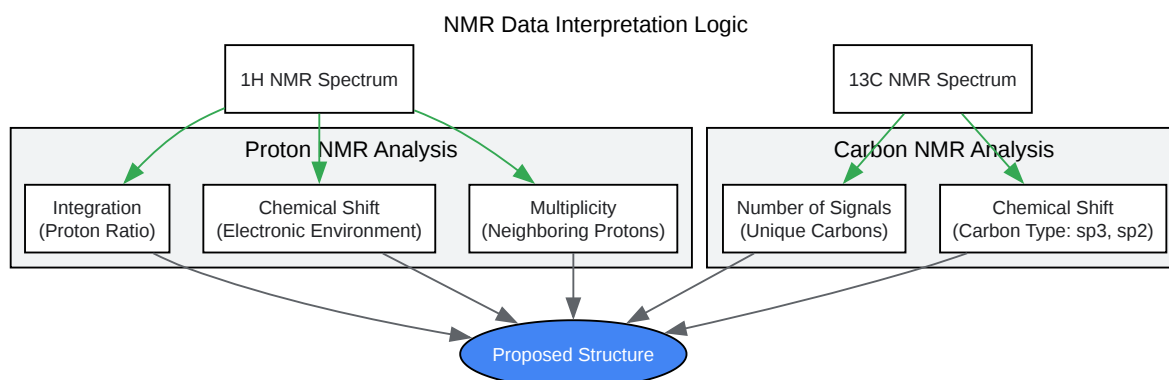 NMR Data Interpretation Logic
1H NMR Spectrum
13C NMR Spectrum
Proton NMR Analysis
Carbon NMR Analysis
Integration
(Proton Ratio)
Chemical Shift
(Electronic Environment)
Multiplicity
(Neighboring Protons)
Number of Signals
(Unique Carbons)
Chemical Shift
(Carbon Type: sp3, sp2)
Proposed Structure